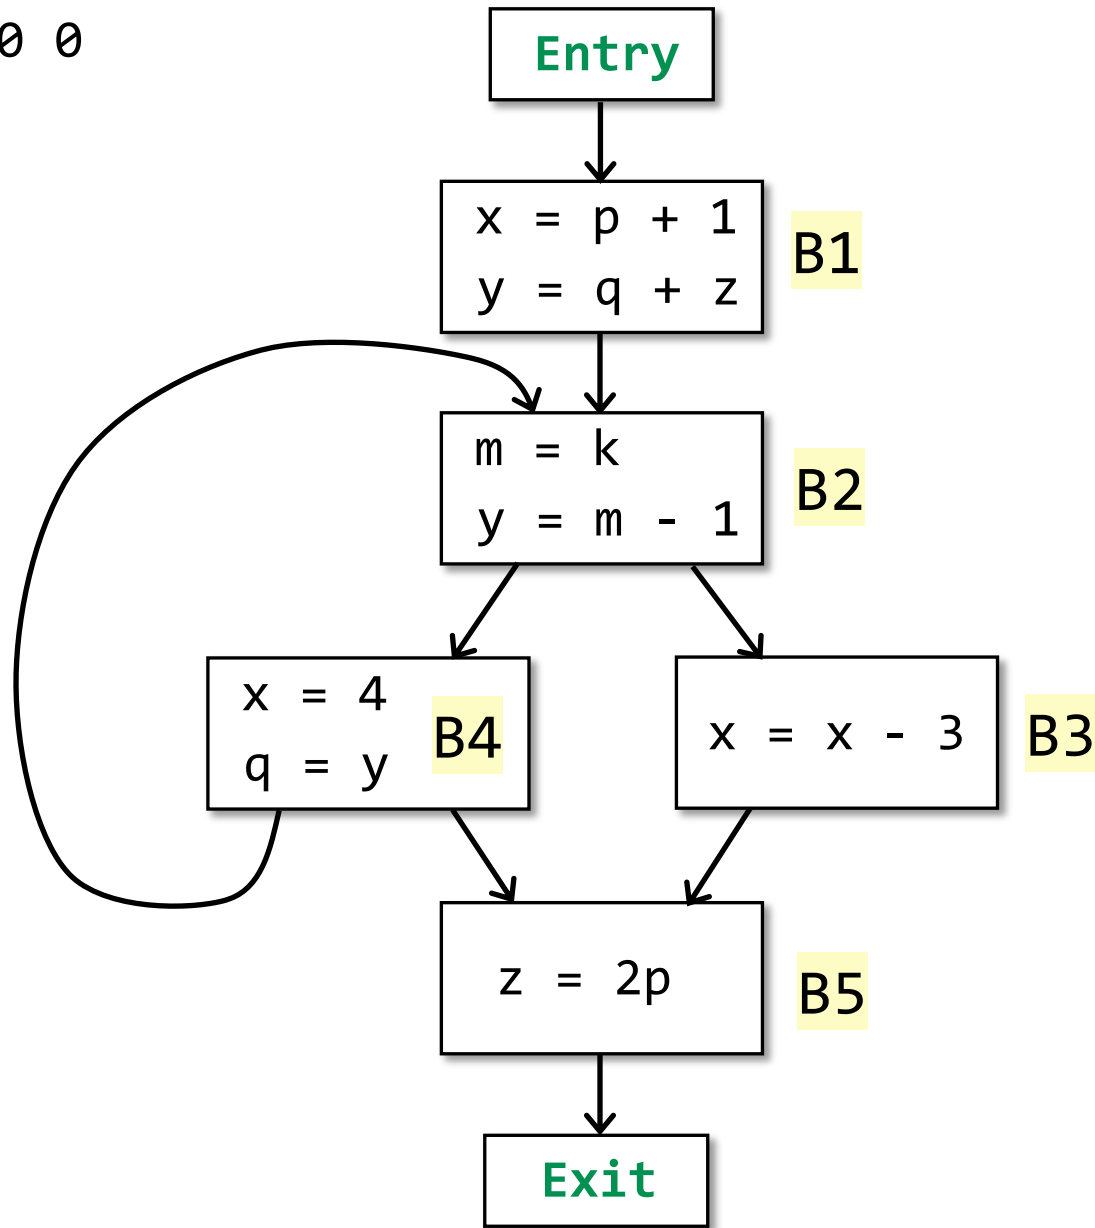 0 0
Entry
x = p + 1
y = q + z
B1
m = k
y = m - 1
B2
x = 4
q = y
B4
x = x - 3
B3
z = 2p
B5
Exit